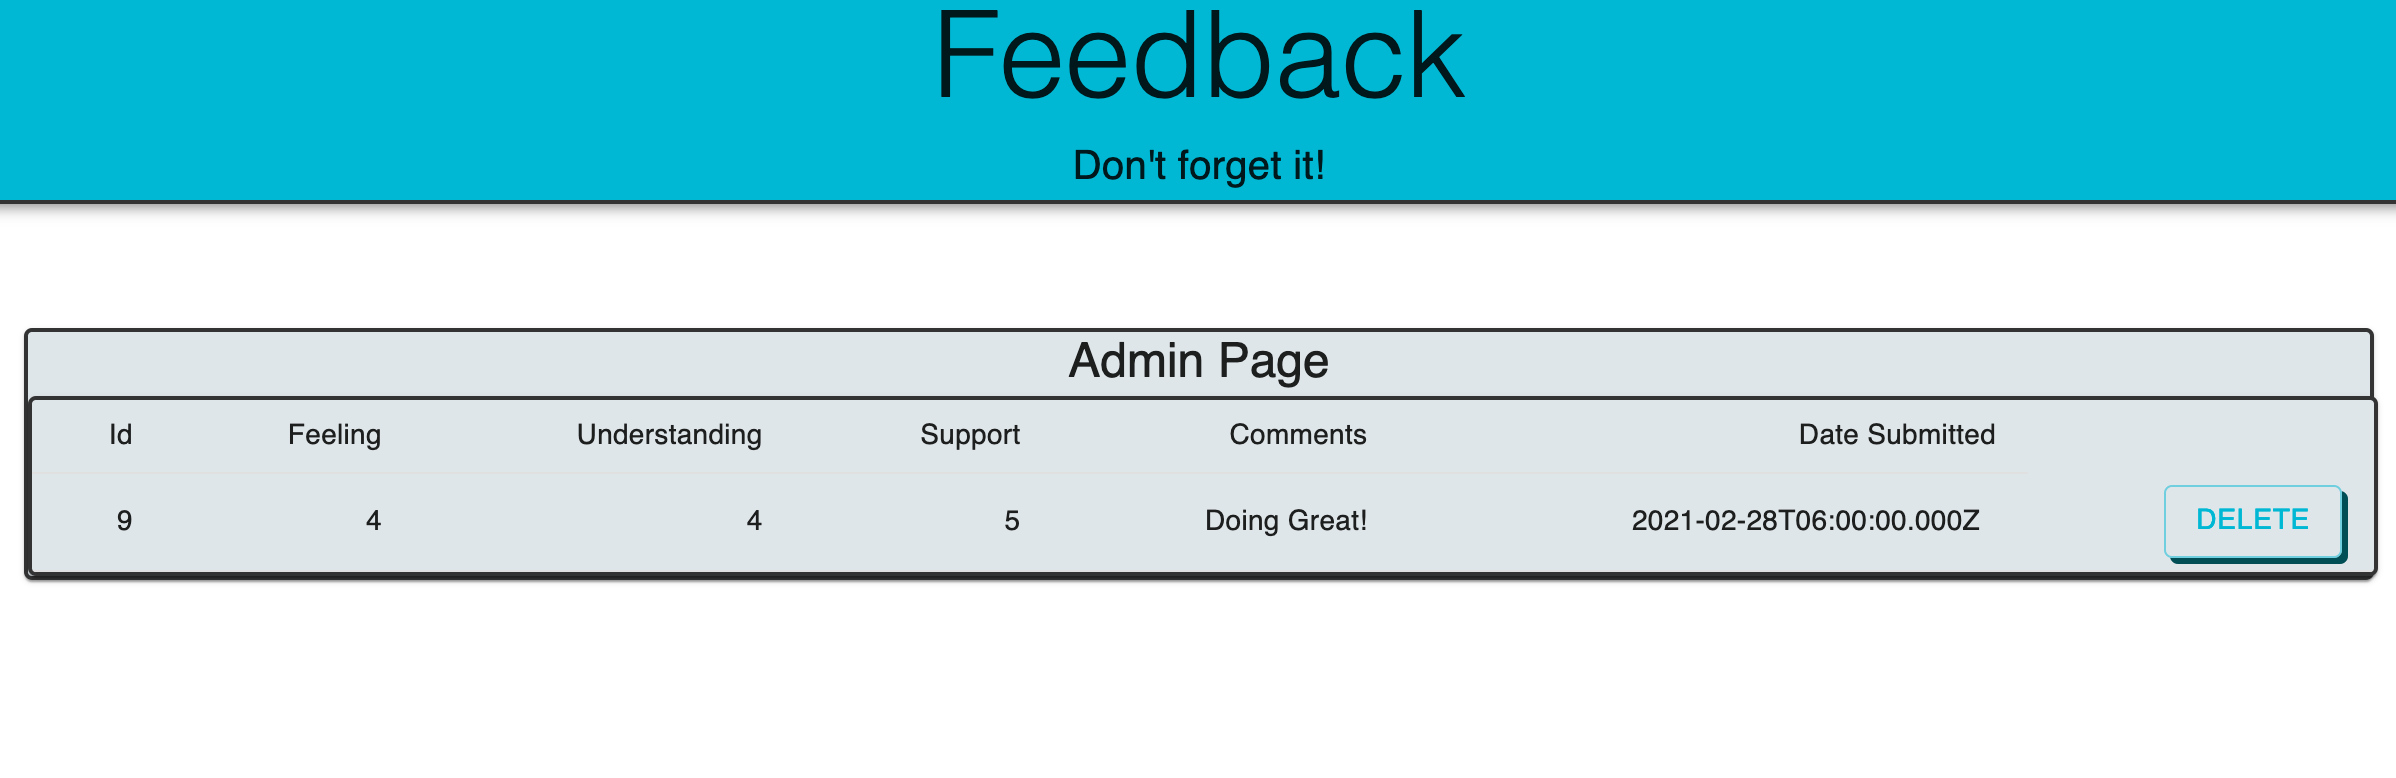 Feedback
Don't forget it!
Admin Page
Id Feeling Understanding Support Comments Date Submitted
9 4 4 5 Doing Great! 2021-02-28T06:00:00.000Z DELETE